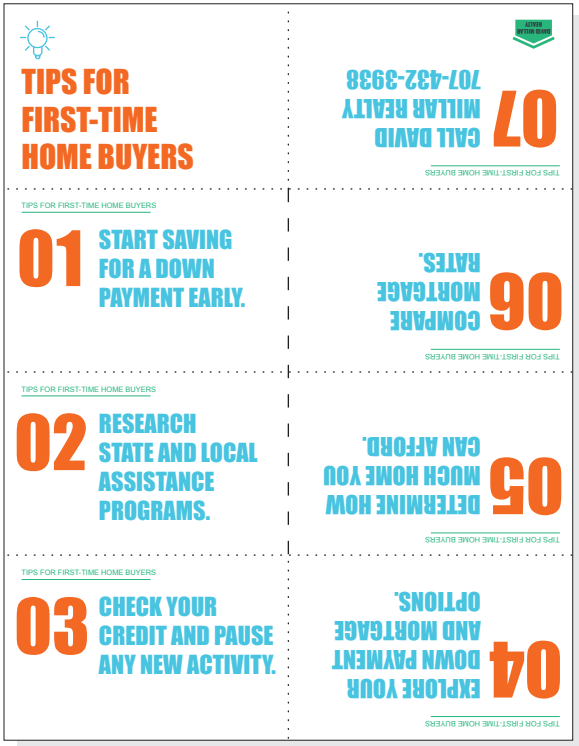 TIPS FOR
FIRST-TIME
HOME BUYERS
TIPS FOR FIRST-TIME HOME BUYERS
01
START SAVING
FOR A DOWN
PAYMENT EARLY.
TIPS FOR FIRST-TIME HOME BUYERS
02
RESEARCH
STATE AND LOCAL
ASSISTANCE
PROGRAMS.
TIPS FOR FIRST-TIME HOME BUYERS
03
CHECK YOUR
CREDIT AND PAUSE
ANY NEW ACTIVITY.
TIPS FOR FIRST-TIME HOME BUYERS
04
EXPLORE YOUR
DOWN PAYMENT
AND MORTGAGE
OPTIONS.
TIPS FOR FIRST-TIME HOME BUYERS
05
DETERMINE HOW
MUCH HOME YOU
CAN AFFORD.
TIPS FOR FIRST-TIME HOME BUYERS
06
COMPARE
MORTGAGE
RATES.
TIPS FOR FIRST-TIME HOME BUYERS
07
CALL DAVID
MILLAR REALTY
707-432-3938
DAVID MILLAR
REALTY